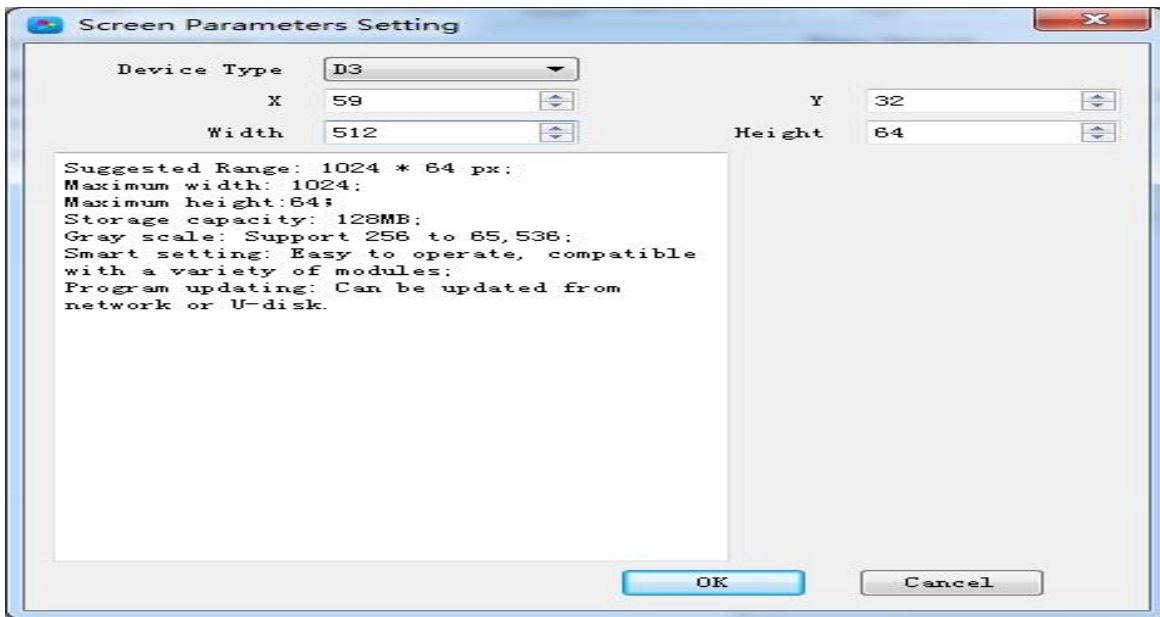 Screen Parameters Setting
Device Type D3
X 59 Y 32
Width 512 Height 64
Suggested Range: 1024 * 64 px;
Maximum width: 1024;
Maximum height:64;
Storage capacity: 128MB;
Gray scale: Support 256 to 65,536;
Smart setting: Easy to operate, compatible
with a variety of modules;
Program updating: Can be updated from
network or U-disk.
OK Cancel